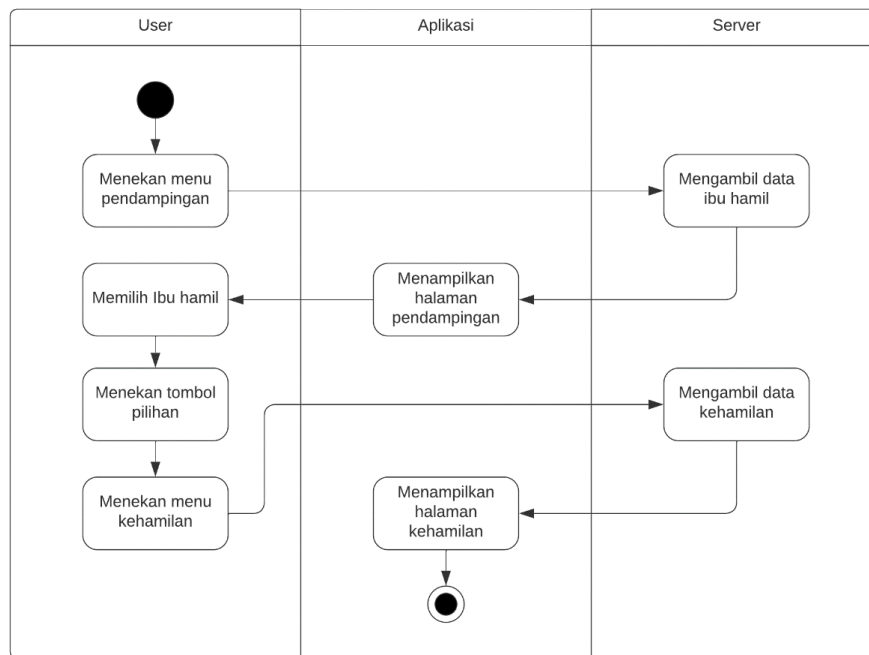 User
Aplikasi
Server
Menekan menu
pendampingan
Mengambil data
ibu hamil
Memilih Ibu hamil
Menampilkan
halaman
pendampingan
Menekan tombol
pilihan
Mengambil data
kehamilan
Menekan menu
kehamilan
Menampilkan
halaman
kehamilan